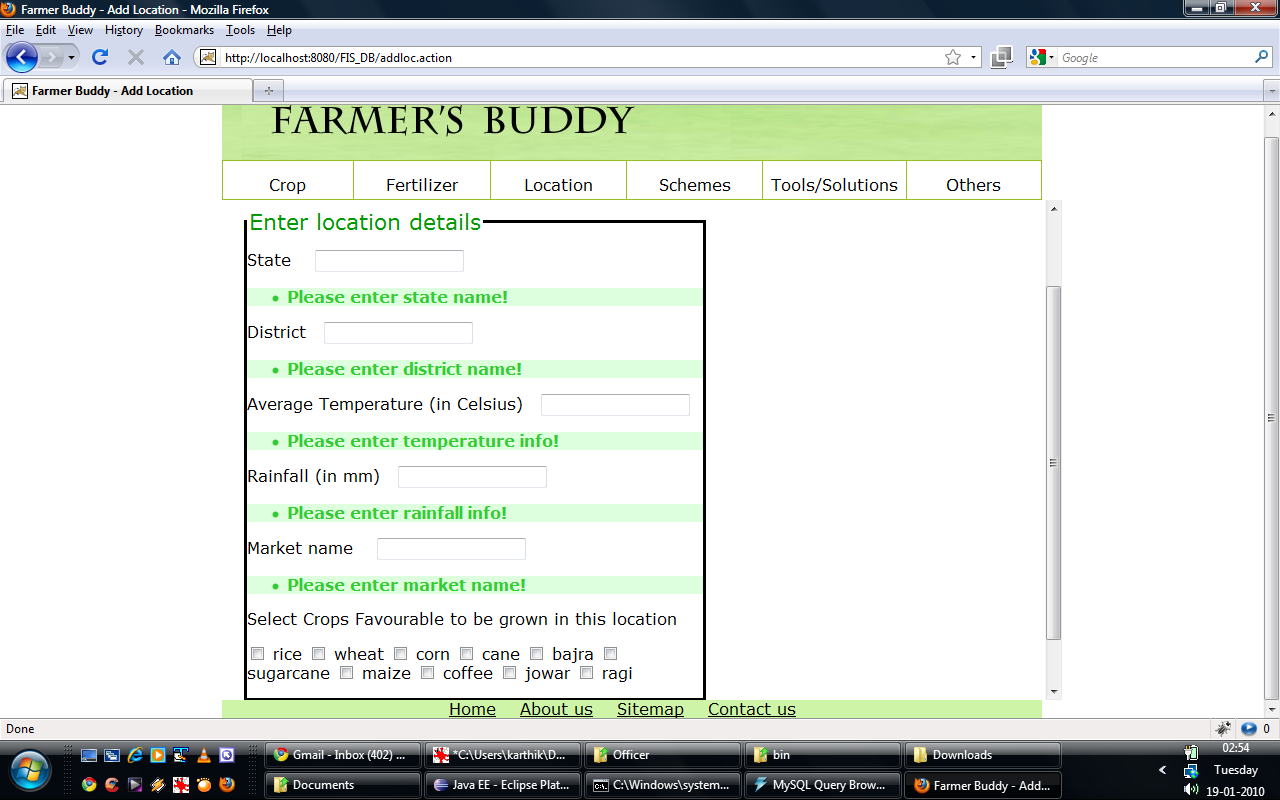 Farmer Buddy - Add Location - Mozilla Firefox
File Edit View History Bookmarks Tools Help
http://localhost:8080/FIS_DB/addloc.action
Google
Farmer Buddy - Add Location
FARMER'S BUDDY
Crop Fertilizer Location Schemes Tools/Solutions Others
Enter location details
State
• Please enter state name!
District
• Please enter district name!
Average Temperature (in Celsius)
• Please enter temperature info!
Rainfall (in mm)
• Please enter rainfall info!
Market name
• Please enter market name!
Select Crops Favourable to be grown in this location
rice wheat corn cane bajra
sugarcane maize coffee jowar ragi
Home About us Sitemap Contact us
Done 0
Gmail - Inbox (402) ... *C:\Users\karthik\D... Officer bin Downloads 02:54
Tuesday
Documents Java EE - Eclipse Plat... C:\Windows\system... MySQL Query Brow... Farmer Buddy - Ad... 19-01-2010